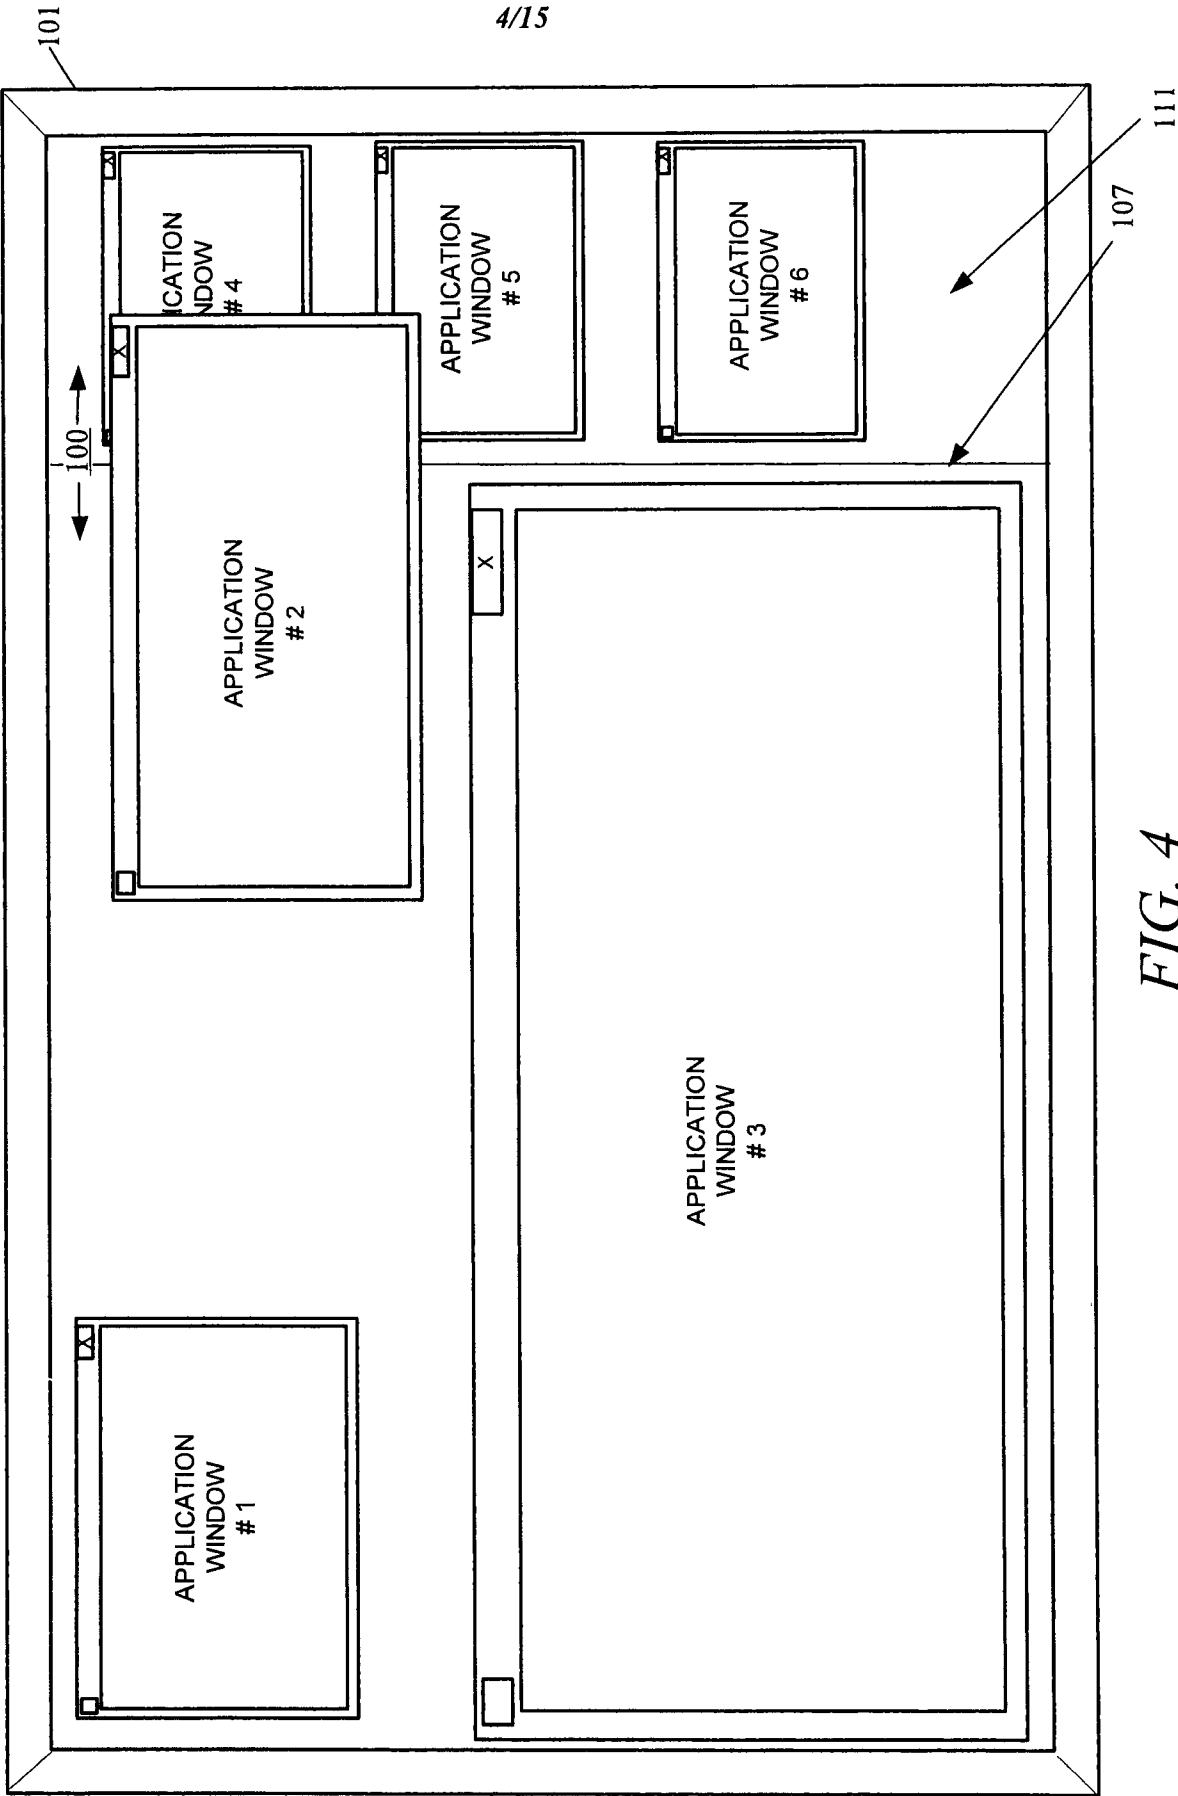 4/15
101
100
X
APPLICATION
WINDOW
# 1
X
APPLICATION
WINDOW
# 2
X
APPLICATION
WINDOW
# 3
X
ICATION
NDOW
# 4
X
APPLICATION
WINDOW
# 5
X
APPLICATION
WINDOW
# 6
107
111
FIG. 4